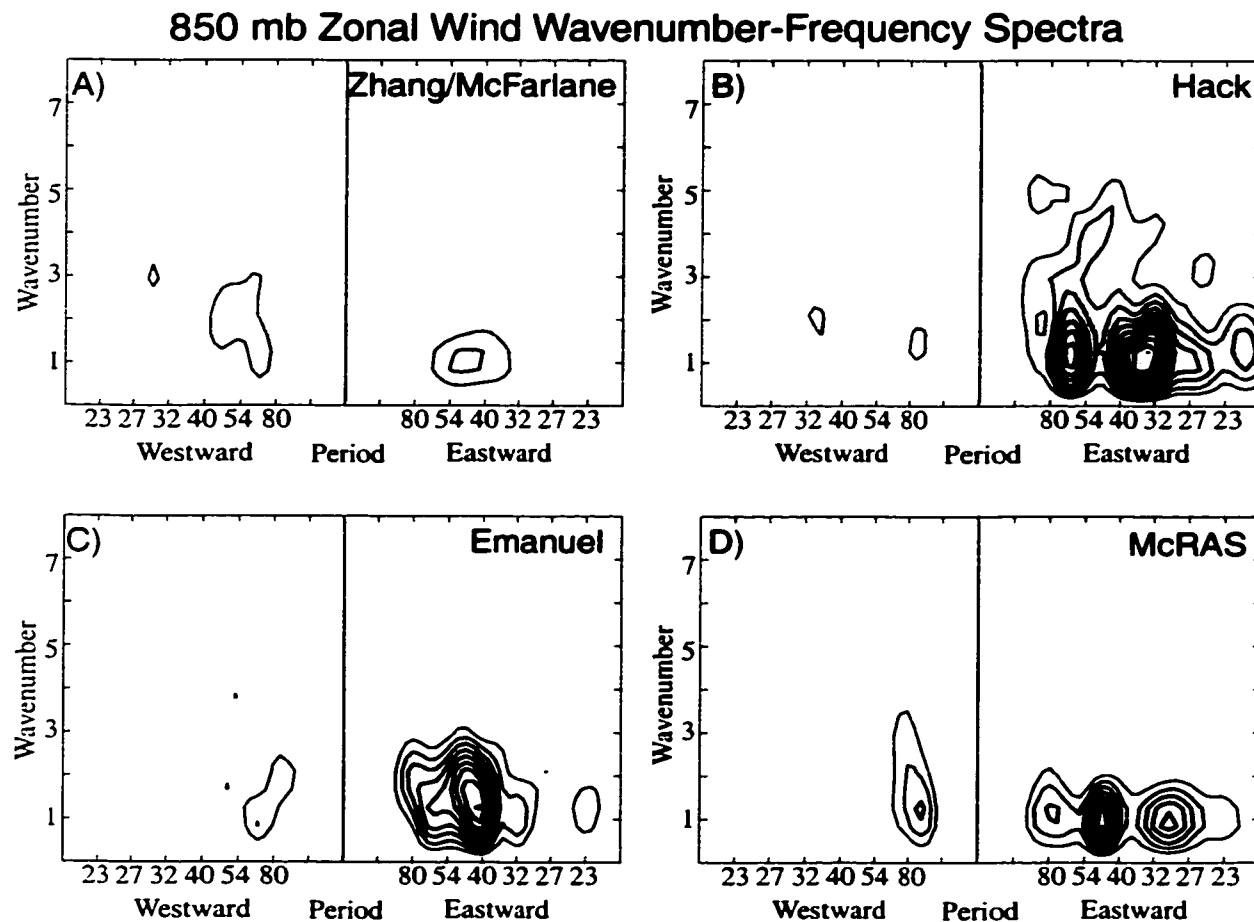 850 mb Zonal Wind Wavenumber-Frequency Spectra
A)
Zhang/McFarlane
7
5
3
1
Wavenumber
23 27 32 40 54 80
80 54 40 32 27 23
Westward Period Eastward
B)
Hack
7
5
3
1
Wavenumber
23 27 32 40 54 80
80 54 40 32 27 23
Westward Period Eastward
C)
Emanuel
7
5
3
1
Wavenumber
23 27 32 40 54 80
80 54 40 32 27 23
Westward Period Eastward
D)
McRAS
7
5
3
1
Wavenumber
23 27 32 40 54 80
80 54 40 32 27 23
Westward Period Eastward